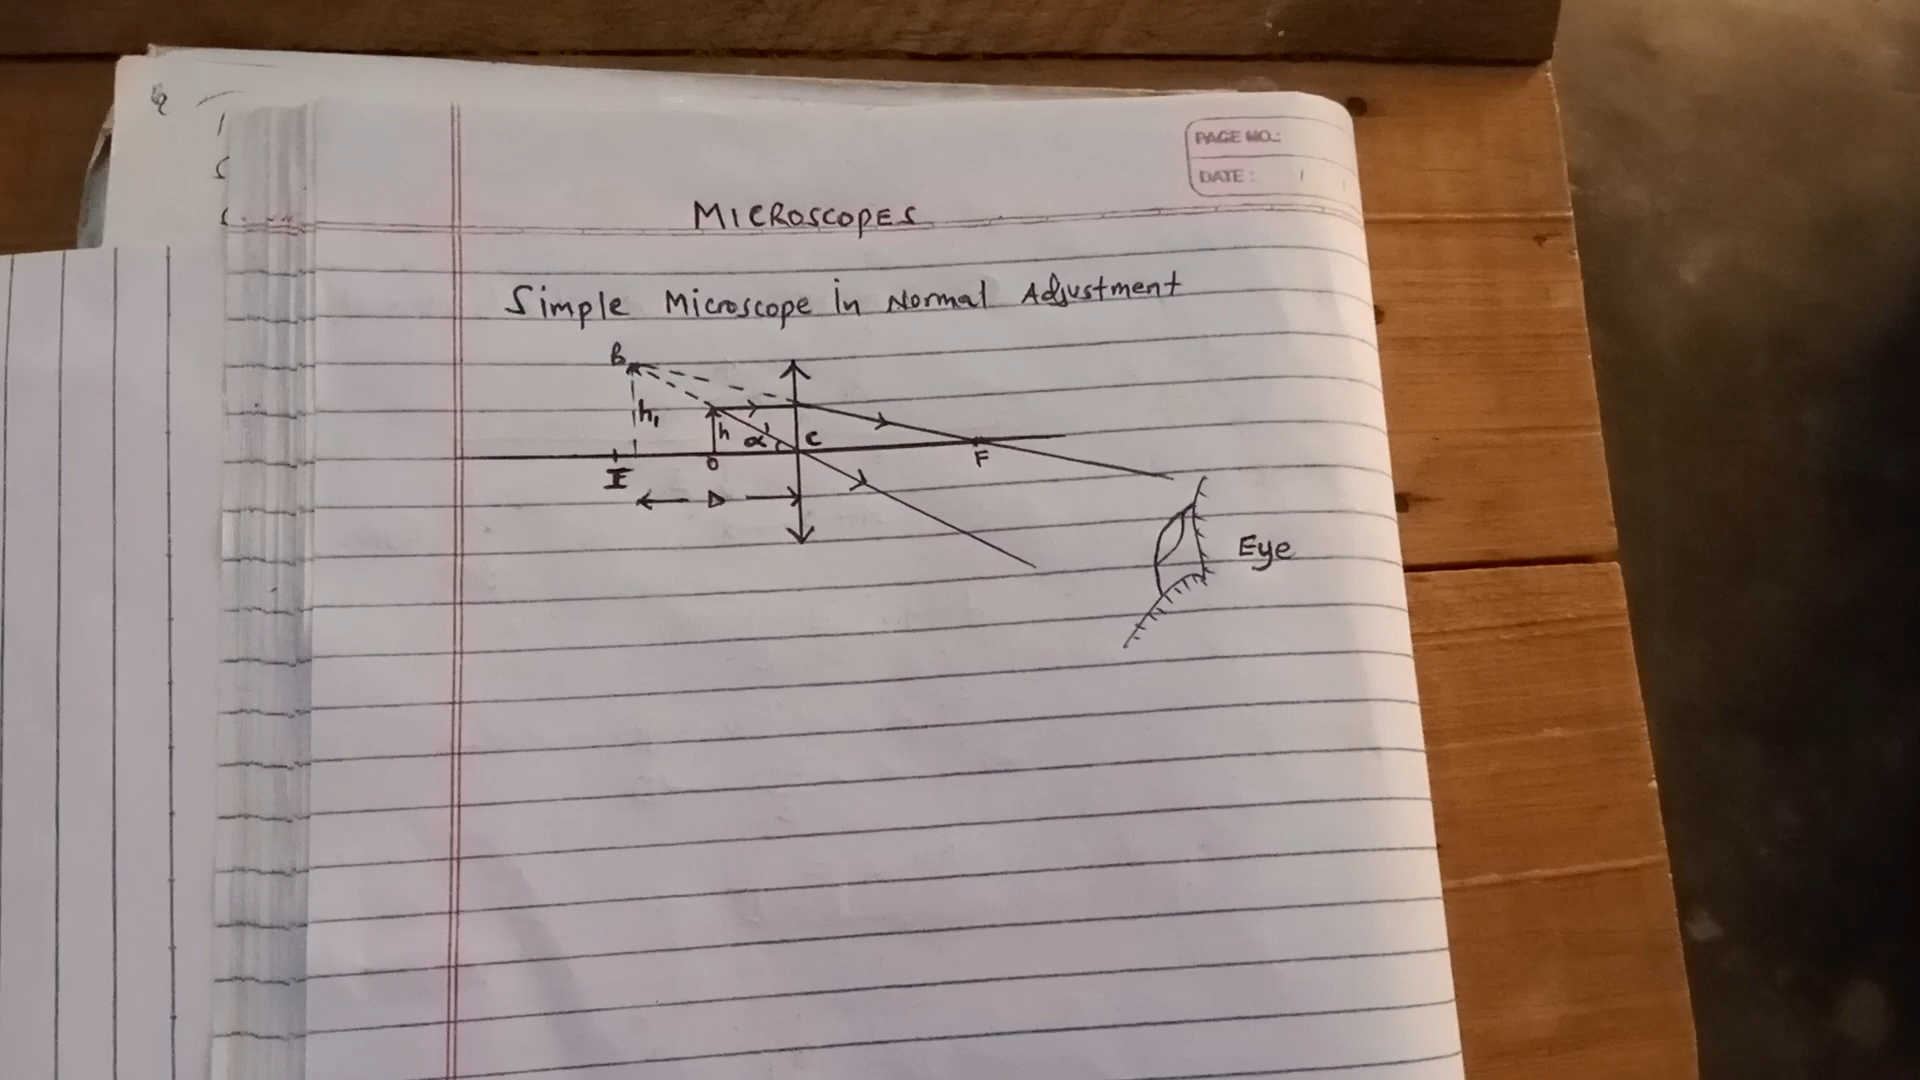 PAGE NO.:
DATE: / /
MICROSCOPES
Simple Microscope in Normal Adjustment
B
h₁
h α' C
I O F
D
Eye